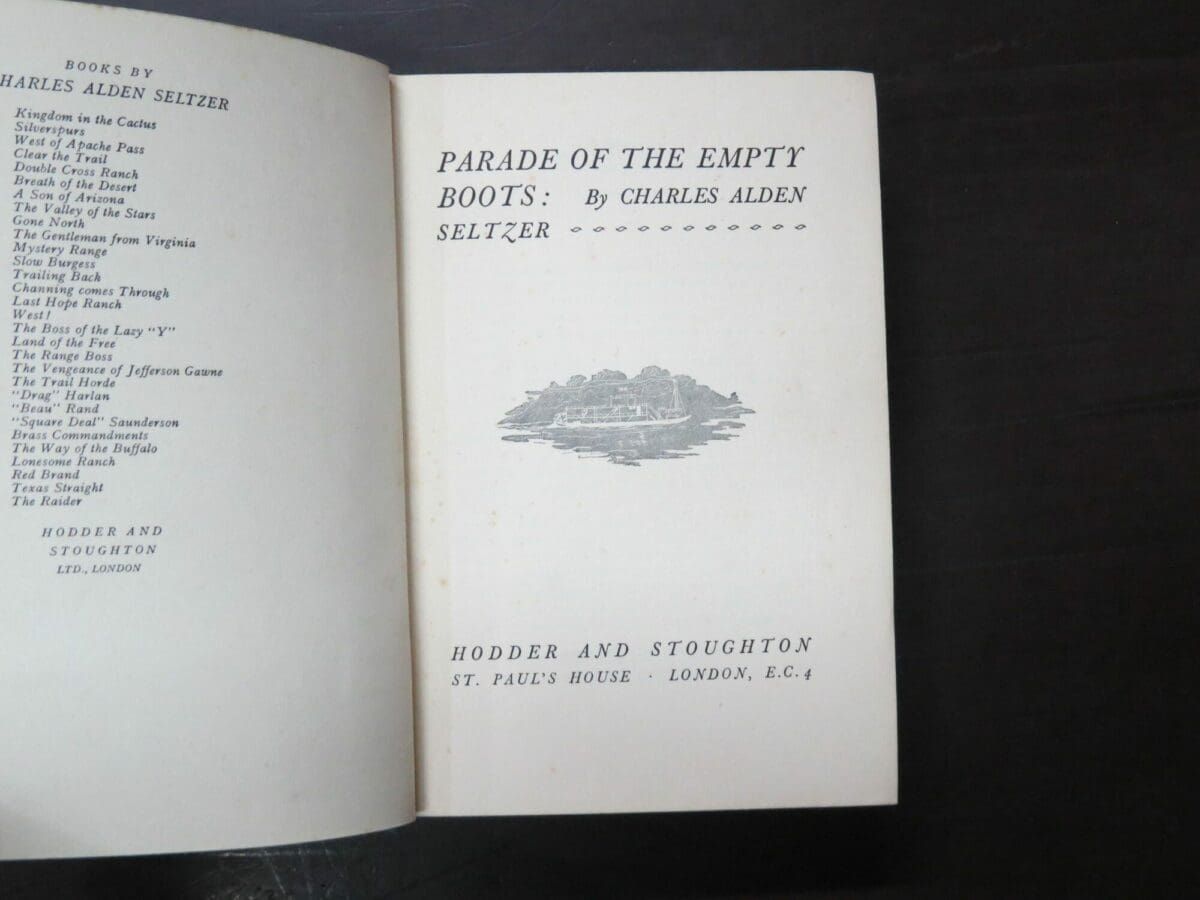 BOOKS BY
HARLES ALDEN SELTZER
Kingdom in the Cactus
Silverspurs
West of Apache Pass
Clear the Trail
Double Cross Ranch
Breath of the Desert
A Son of Arizona
The Valley of the Stars
Gone North
The Gentleman from Virginia
Mystery Range
Slow Burgess
Trailing Back
Channing comes Through
Last Hope Ranch
West!
The Boss of the Lazy "Y"
Land of the Free
The Range Boss
The Vengeance of Jefferson Gawne
The Trail Horde
"Drag" Harlan
"Beau" Rand
"Square Deal" Saunderson
Brass Commandments
The Way of the Buffalo
Lonesome Ranch
Red Brand
Texas Straight
The Raider
HODDER AND
STOUGHTON
LTD., LONDON
PARADE OF THE EMPTY
BOOTS: By CHARLES ALDEN
SELTZER
HODDER AND STOUGHTON
ST. PAUL'S HOUSE · LONDON, E.C.4